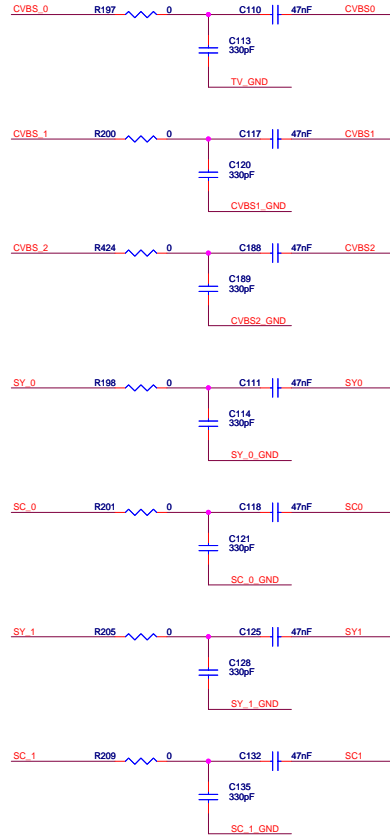 CVBS_0 R197 0 C110 47nF CVBS0
C113
330pF
TV_GND
CVBS_1 R200 0 C117 47nF CVBS1
C120
330pF
CVBS1_GND
CVBS_2 R424 0 C188 47nF CVBS2
C189
330pF
CVBS2_GND
SY_0 R198 0 C111 47nF SY0
C114
330pF
SY_0_GND
SC_0 R201 0 C118 47nF SC0
C121
330pF
SC_0_GND
SY_1 R205 0 C125 47nF SY1
C128
330pF
SY_1_GND
SC_1 R209 0 C132 47nF SC1
C135
330pF
SC_1_GND